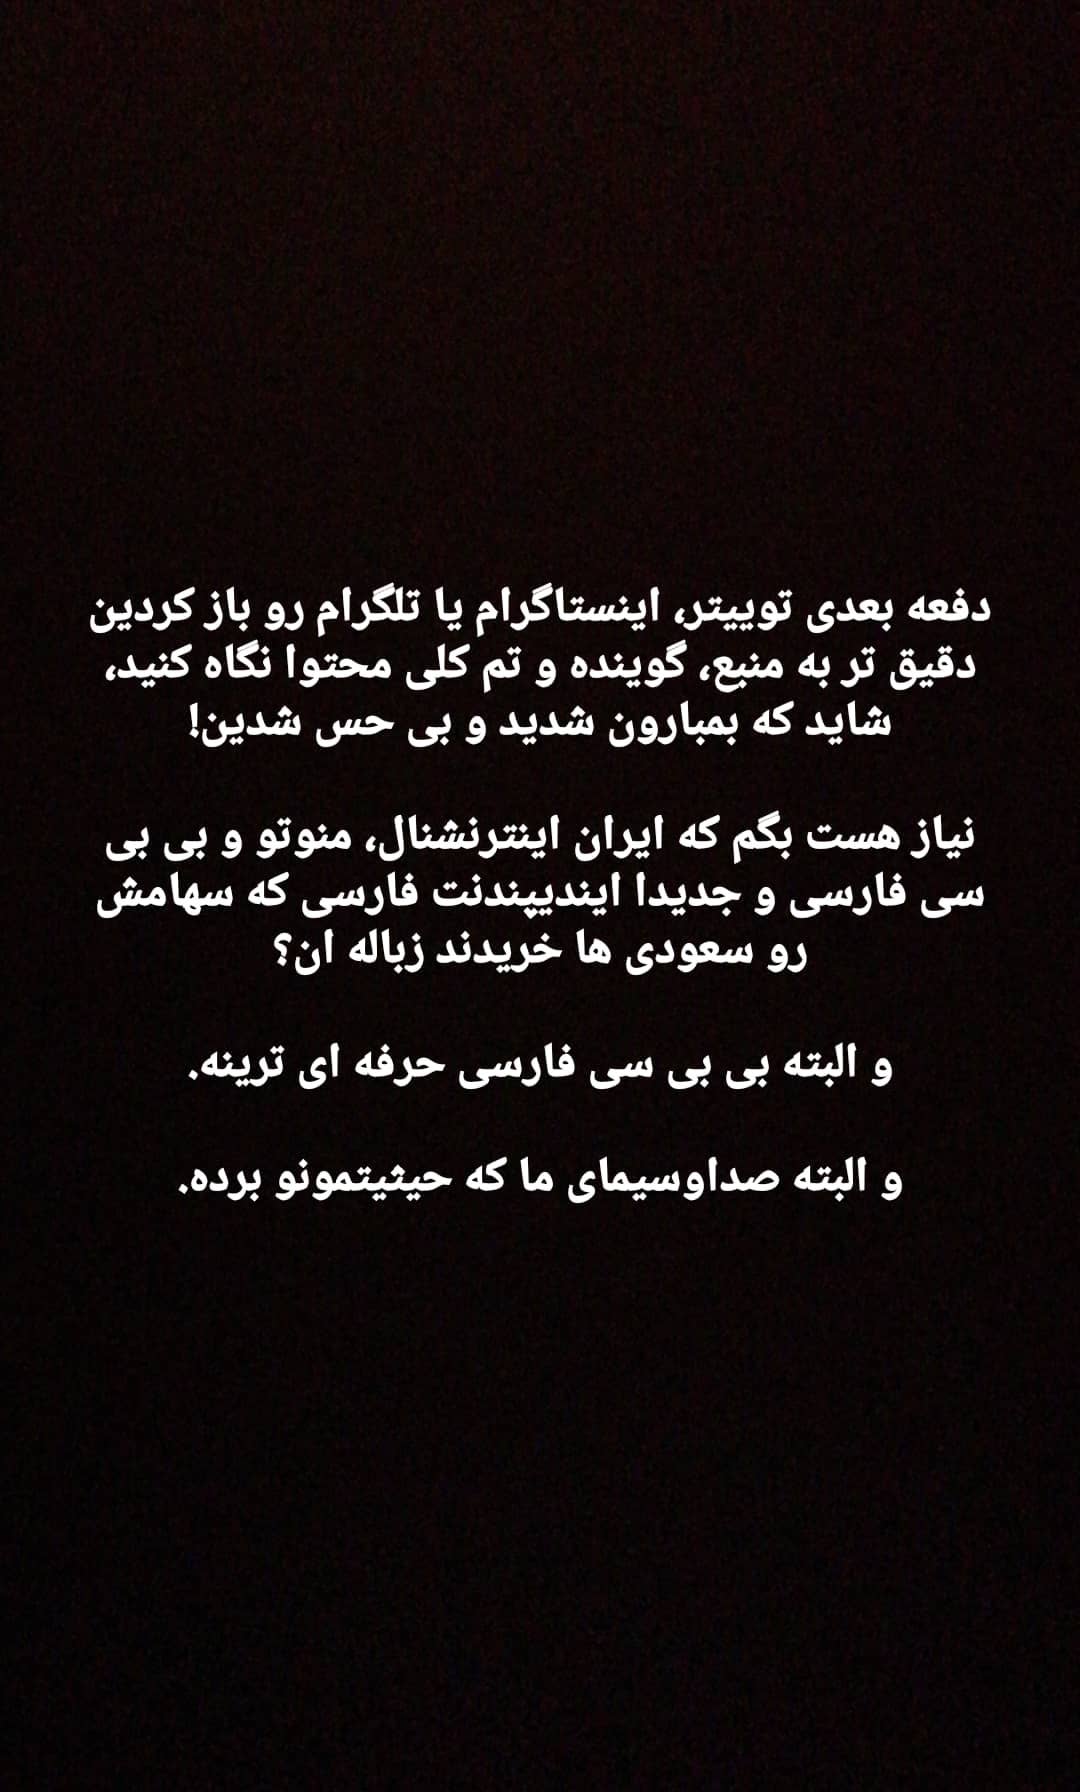 دفعه بعدی توییتر، اینستاگرام یا تلگرام رو باز کردین
دقیق تر به منبع، گوینده و تم کلی محتوا نگاه کنید،
شاید که بمبارون شدید و بی حس شدین!
نیاز هست بگم که ایران اینترنشنال، منوتو و بی بی
سی فارسی و جدیدا ایندیپندنت فارسی که سهامش
رو سعودی ها خریدند زباله ان؟
و البته بی بی سی فارسی حرفه ای ترینه.
و البته صداوسیمای ما که حیثیتمونو برده.